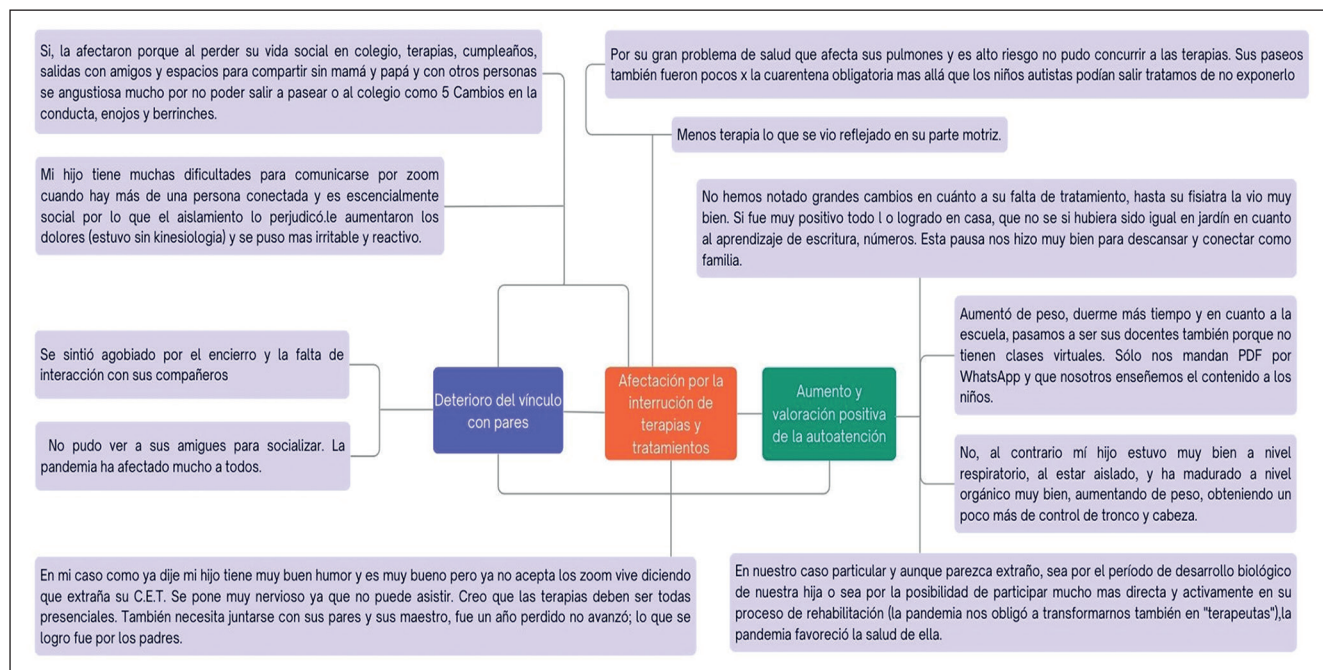 Si, la afectaron porque al perder su vida social en colegio, terapias, cumpleaños,
salidas con amigos y espacios para compartir sin mamá y papá y con otros personas
se angustiosa mucho por no poder salir a pasear o al colegio como 5 Cambios en la
conducta, enojos y berrinches.
Por su gran problema de salud que afecta sus pulmones y es alto riesgo no pudo concurrir a las terapias. Sus paseos
también fueron pocos x la cuarentena obligatoria mas allá que los niños autistas podían salir tratamos de no exponerlo
Menos terapia lo que se vio reflejado en su parte motriz.
Mi hijo tiene muchas dificultades para comunicarse por zoom
cuando hay más de una persona conectada y es escencialmente
social por lo que el aislamiento lo perjudicó.le aumentaron los
dolores (estuvo sin kinesiologia) y se puso mas irritable y reactivo.
No hemos notado grandes cambios en cuánto a su falta de tratamiento, hasta su fisiatra la vio muy
bien. Si fue muy positivo todo l o logrado en casa, que no se si hubiera sido igual en jardín en cuanto
al aprendizaje de escritura, números. Esta pausa nos hizo muy bien para descansar y conectar como
familia.
Se sintió agobiado por el encierro y la falta de
interacción con sus compañeros
No pudo ver a sus amigues para socializar. La
pandemia ha afectado mucho a todos.
Deterioro del vínculo
con pares
Afectación por la
interrución de
terapias y
tratamientos
Aumento y
valoración positiva
de la autoatención
Aumentó de peso, duerme más tiempo y en cuanto a la
escuela, pasamos a ser sus docentes también porque no
tienen clases virtuales. Sólo nos mandan PDF por
WhatsApp y que nosotros enseñemos el contenido a los
niños.
No, al contrario mí hijo estuvo muy bien a nivel
respiratorio, al estar aislado, y ha madurado a nivel
orgánico muy bien, aumentando de peso, obteniendo un
poco más de control de tronco y cabeza.
En mi caso como ya dije mi hijo tiene muy buen humor y es muy bueno pero ya no acepta los zoom vive diciendo
que extraña su C.E.T. Se pone muy nervioso ya que no puede asistir. Creo que las terapias deben ser todas
presenciales. También necesita juntarse con sus pares y sus maestro, fue un año perdido no avanzó; lo que se
logro fue por los padres.
En nuestro caso particular y aunque parezca extraño, sea por el período de desarrollo biológico
de nuestra hija o sea por la posibilidad de participar mucho mas directa y activamente en su
proceso de rehabilitación (la pandemia nos obligó a transformarnos también en "terapeutas"),la
pandemia favoreció la salud de ella.